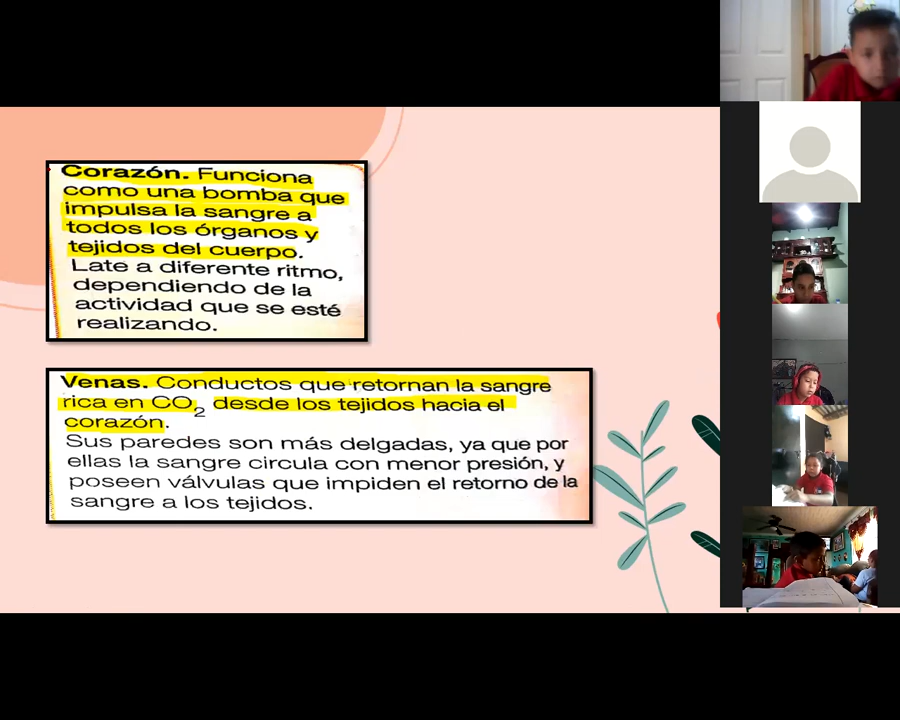 Corazón. Funciona
como una bomba que
impulsa la sangre a
todos los órganos y
tejidos del cuerpo.
Late a diferente ritmo,
dependiendo de la
actividad que se esté
realizando.
Venas. Conductos que retornan la sangre
rica en CO2 desde los tejidos hacia el
corazón.
Sus paredes son más delgadas, ya que por
ellas la sangre circula con menor presión, y
poseen válvulas que impiden el retorno de la
sangre a los tejidos.